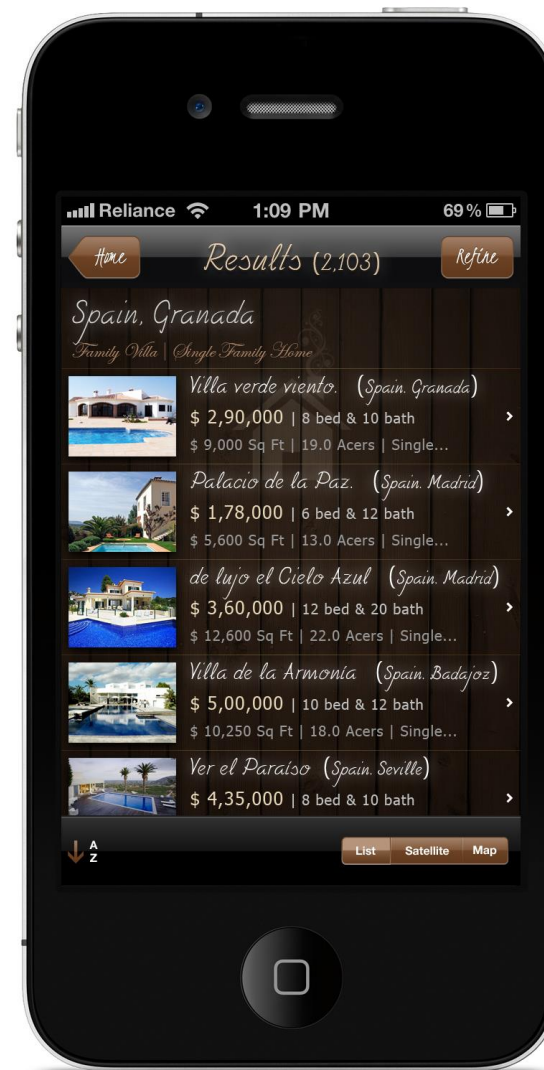 Reliance 1:09 PM 69%
Home Results (2,103) Refine
Spain, Granada
Family Villa | Single Family Home
Villa verde viento. (Spain. Granada)
$ 2,90,000 | 8 bed & 10 bath
$ 9,000 Sq Ft | 19.0 Acers | Single...
Palacio de la Paz. (Spain. Madrid)
$ 1,78,000 | 6 bed & 12 bath
$ 5,600 Sq Ft | 13.0 Acers | Single...
de lujo el Cielo Azul (Spain. Madrid)
$ 3,60,000 | 12 bed & 20 bath
$ 12,600 Sq Ft | 22.0 Acers | Single...
Villa de la Armonía (Spain. Badajoz)
$ 5,00,000 | 10 bed & 12 bath
$ 10,250 Sq Ft | 18.0 Acers | Single...
Ver el Paraíso (Spain. Seville)
$ 4,35,000 | 8 bed & 10 bath
A
Z
List Satellite Map